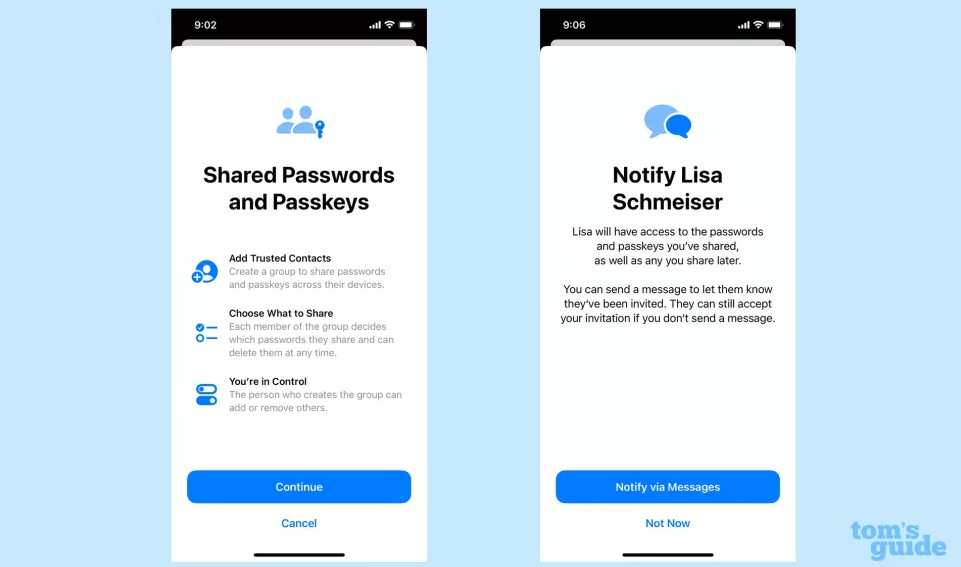 9:02
Shared Passwords
and Passkeys
Add Trusted Contacts
Create a group to share passwords
and passkeys across their devices.
Choose What to Share
Each member of the group decides
which passwords they share and can
delete them at any time.
You're in Control
The person who creates the group can
add or remove others.
Continue
Cancel
9:06
Notify Lisa
Schmeiser
Lisa will have access to the passwords
and passkeys you've shared,
as well as any you share later.
You can send a message to let them know
they've been invited. They can still accept
your invitation if you don't send a message.
Notify via Messages
Not Now
tom's
guide